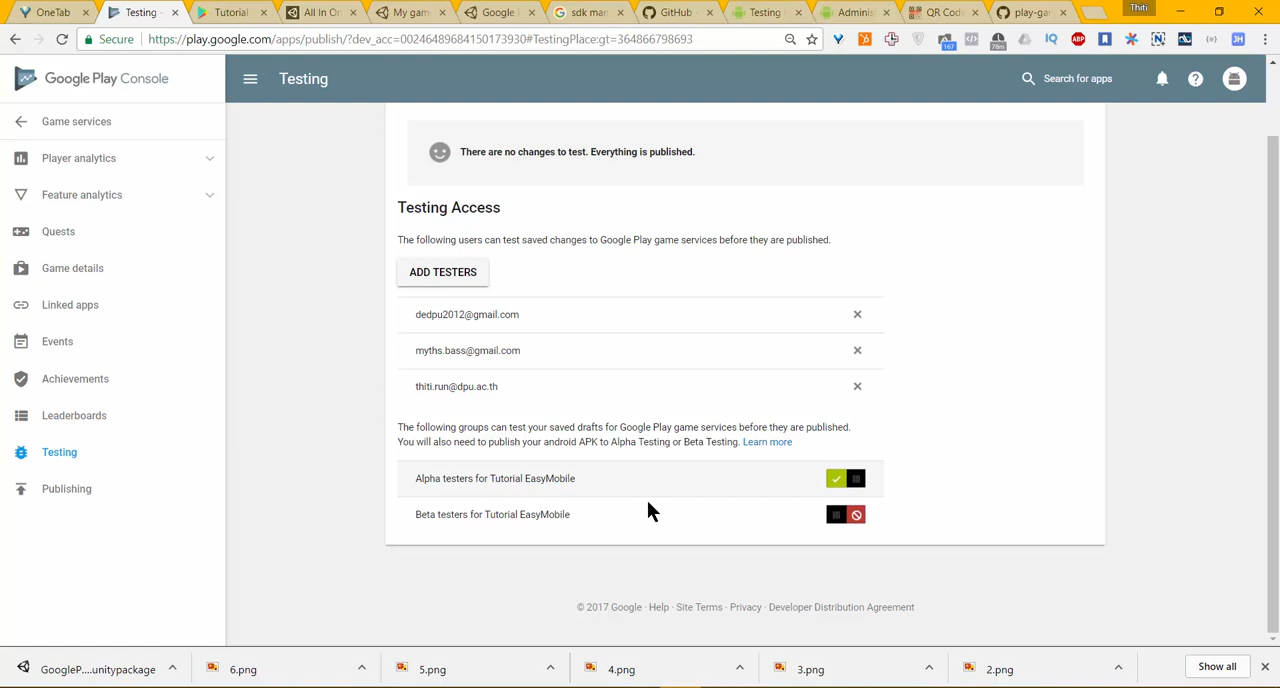 Thiti
OneTab
Testing -
Tutorial
All In O
My gam
Google
sdk man
GitHub -
Testing
Adminis
QR Cod
play-ga
Secure
https://play.google.com/apps/publish/?dev_acc=00246489684150173930#TestingPlace:gt=364866798693
167
IQ
ABP
JH
Google Play Console
Testing
Search for apps
Game services
Player analytics
Feature analytics
Quests
Game details
Linked apps
Events
Achievements
Leaderboards
Testing
Publishing
There are no changes to test. Everything is published.
Testing Access
The following users can test saved changes to Google Play game services before they are published.
ADD TESTERS
dedpu2012@gmail.com
myths.bass@gmail.com
thiti.run@dpu.ac.th
The following groups can test your saved drafts for Google Play game services before they are published.
You will also need to publish your android APK to Alpha Testing or Beta Testing. Learn more
Alpha testers for Tutorial EasyMobile
Beta testers for Tutorial EasyMobile
© 2017 Google · Help · Site Terms · Privacy · Developer Distribution Agreement
GoogleP....unitypackage
6.png
5.png
4.png
3.png
2.png
Show all